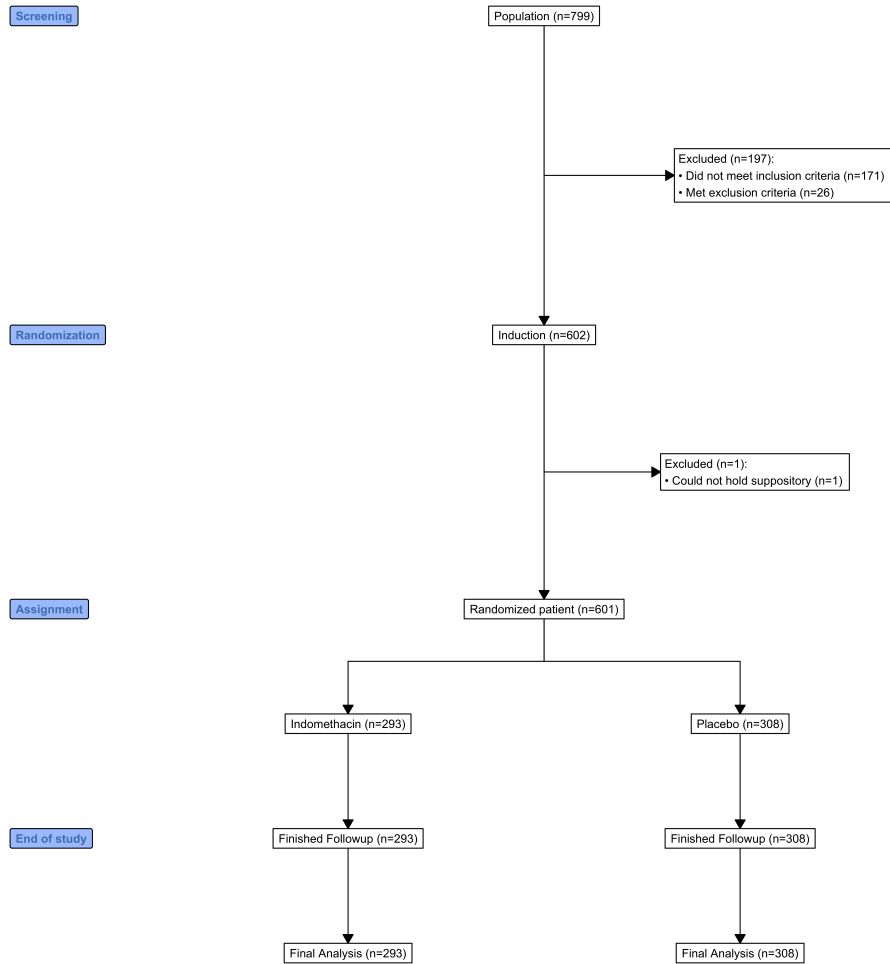 Screening
Population (n=799)
Excluded (n=197):
• Did not meet inclusion criteria (n=171)
• Met exclusion criteria (n=26)
Randomization
Induction (n=602)
Excluded (n=1):
• Could not hold suppository (n=1)
Assignment
Randomized patient (n=601)
Indomethacin (n=293)
Placebo (n=308)
End of study
Finished Followup (n=293)
Finished Followup (n=308)
Final Analysis (n=293)
Final Analysis (n=308)